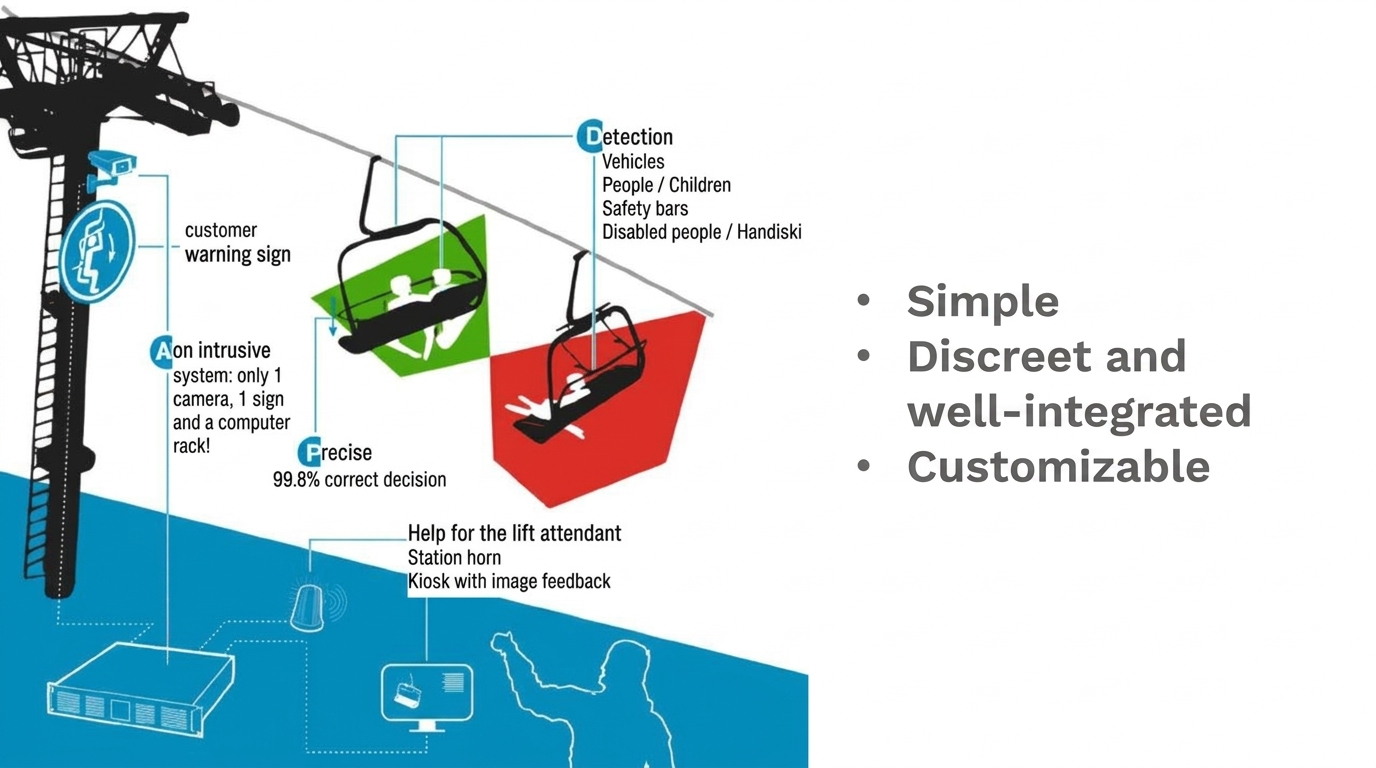 Detection
Vehicles
People / Children
Safety bars
Disabled people / Handiski
customer
warning sign
Aon intrusive
system: only 1
camera, 1 sign
and a computer
rack!
Precise
99.8% correct decision
Help for the lift attendant
Station horn
Kiosk with image feedback
• Simple
• Discreet and
well-integrated
• Customizable